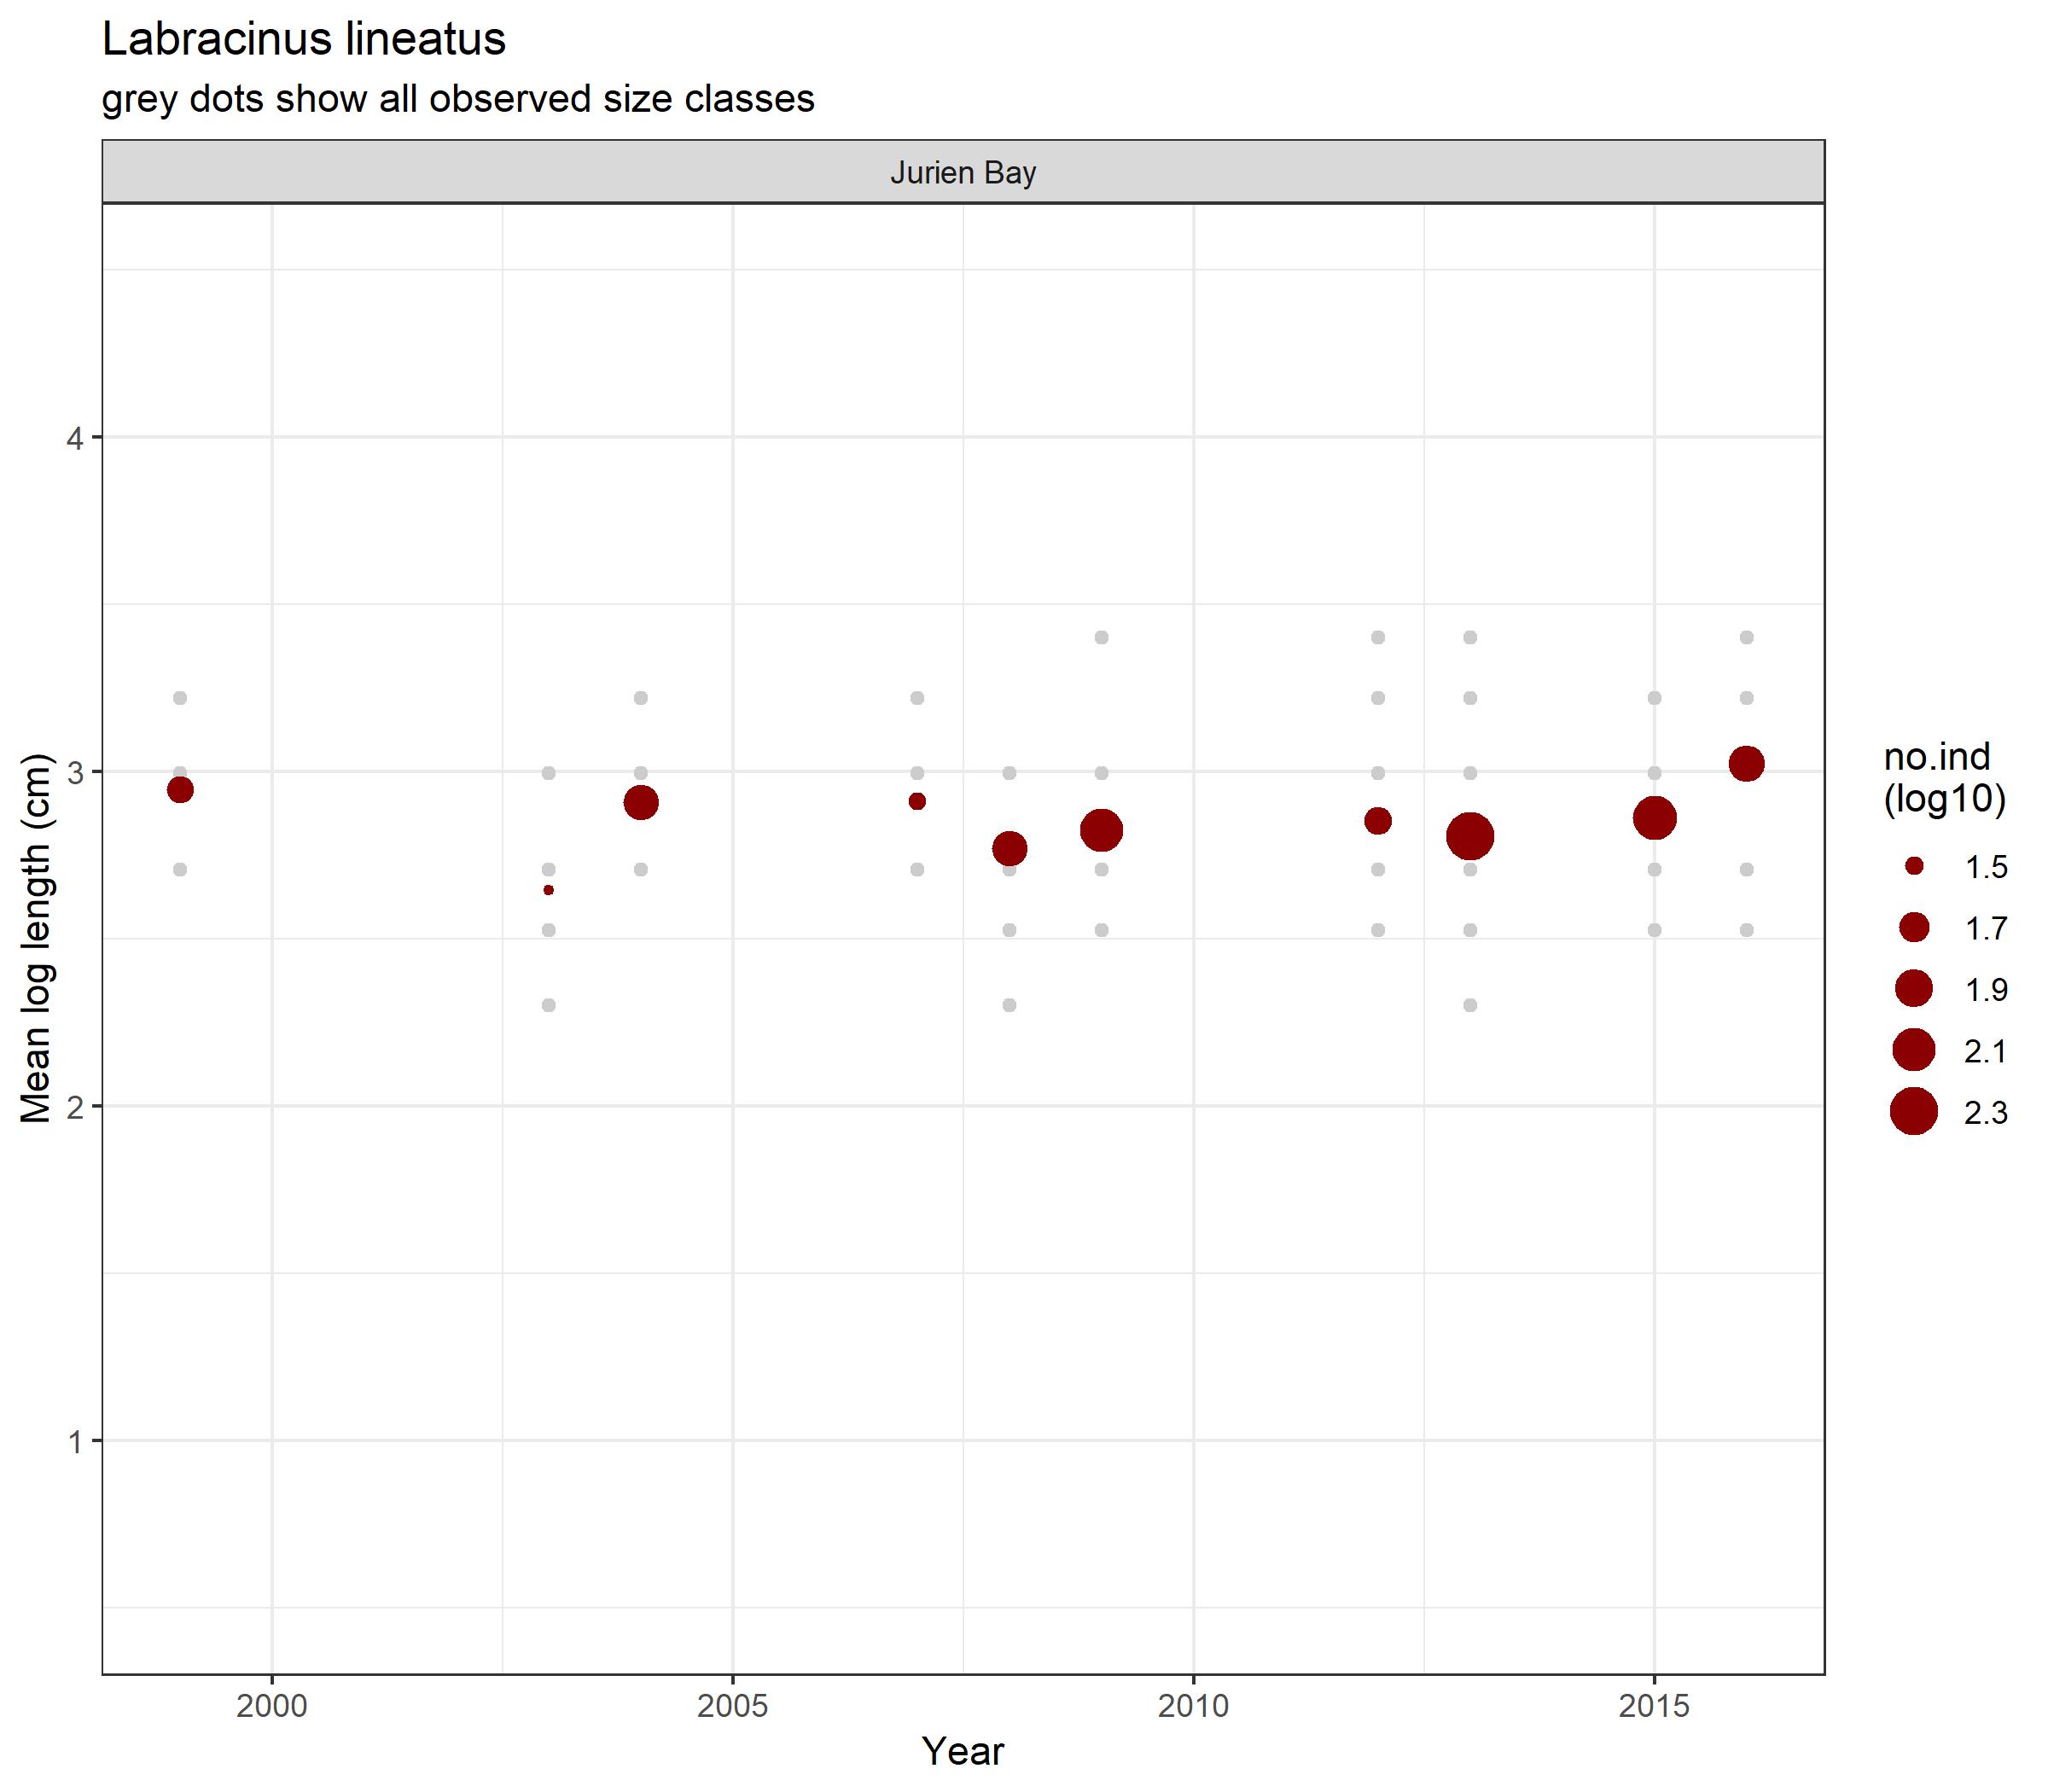 Labracinus lineatus
grey dots show all observed size classes
Jurien Bay
Mean log length (cm)
4
3
2
1
2000 2005 2010 2015
Year
no.ind
(log10)
1.5
1.7
1.9
2.1
2.3